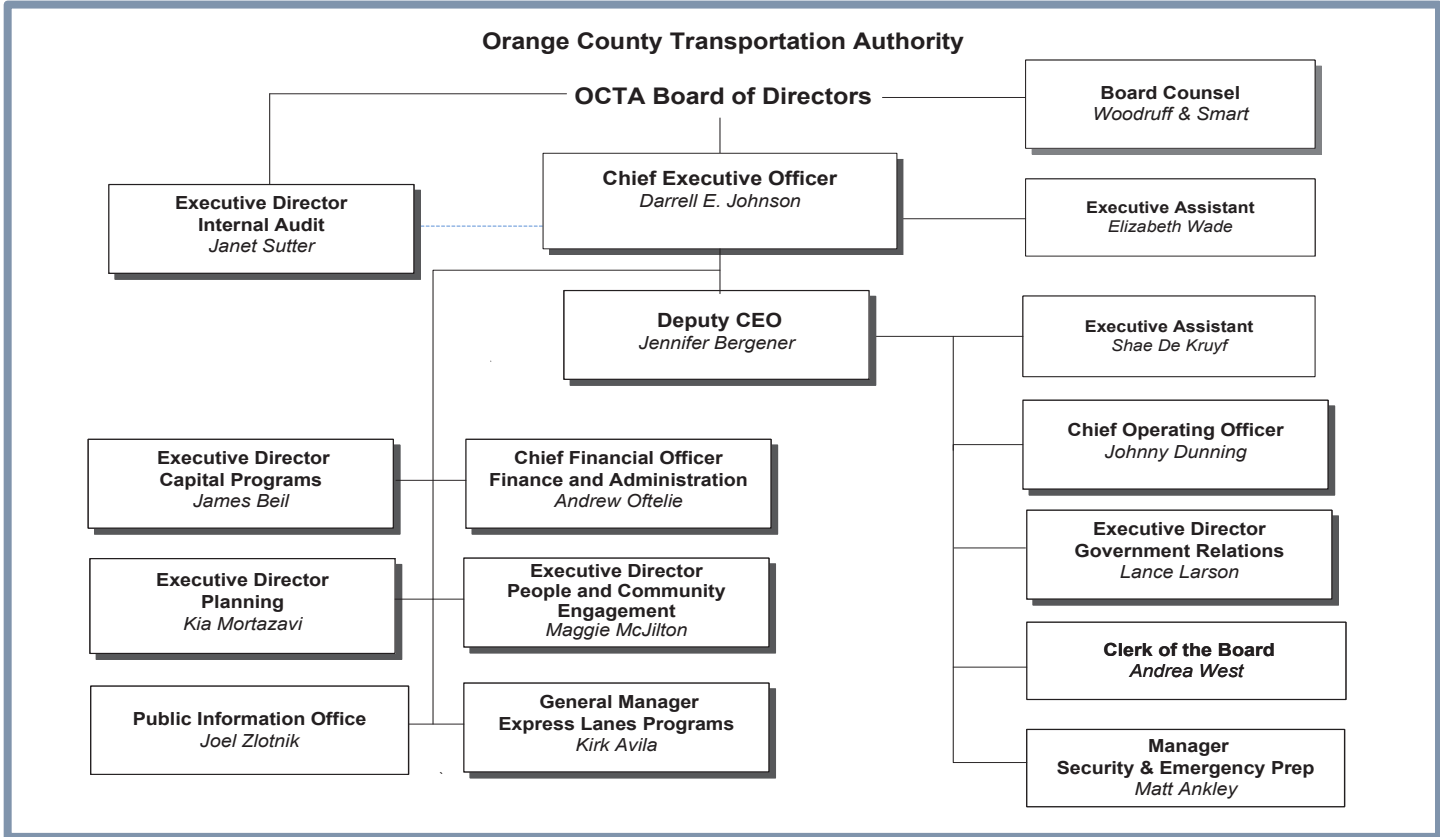 Orange County Transportation Authority
OCTA Board of Directors
Board Counsel
Woodruff & Smart
Chief Executive Officer
Darrell E. Johnson
Executive Director
Internal Audit
Janet Sutter
Executive Assistant
Elizabeth Wade
Deputy CEO
Jennifer Bergener
Executive Assistant
Shae De Kruyf
Chief Operating Officer
Johnny Dunning
Executive Director
Capital Programs
James Beil
Chief Financial Officer
Finance and Administration
Andrew Oftelie
Executive Director
Government Relations
Lance Larson
Executive Director
Planning
Kia Mortazavi
Executive Director
People and Community
Engagement
Maggie McJilton
Clerk of the Board
Andrea West
Public Information Office
Joel Zlotnik
General Manager
Express Lanes Programs
Kirk Avila
Manager
Security & Emergency Prep
Matt Ankley